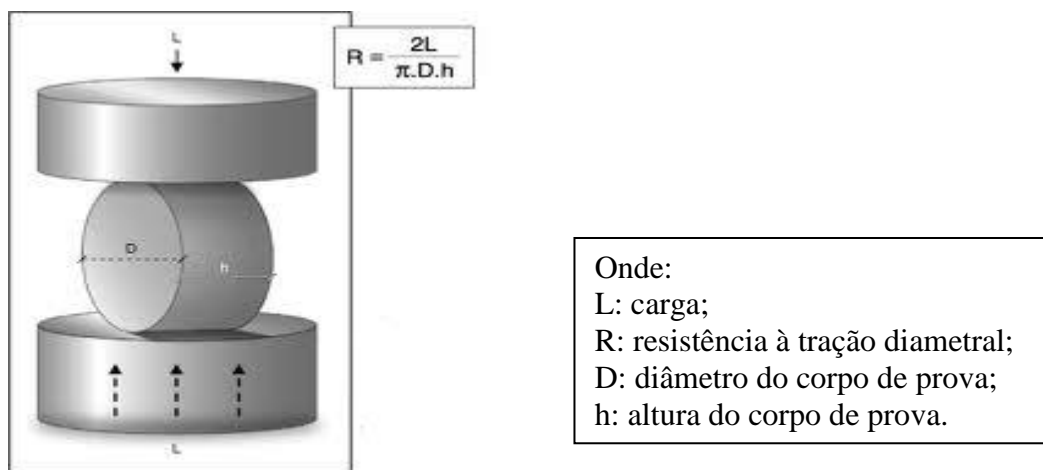 L
R = 2L / π.D.h
D
h
L
Onde:
L: carga;
R: resistência à tração diametral;
D: diâmetro do corpo de prova;
h: altura do corpo de prova.